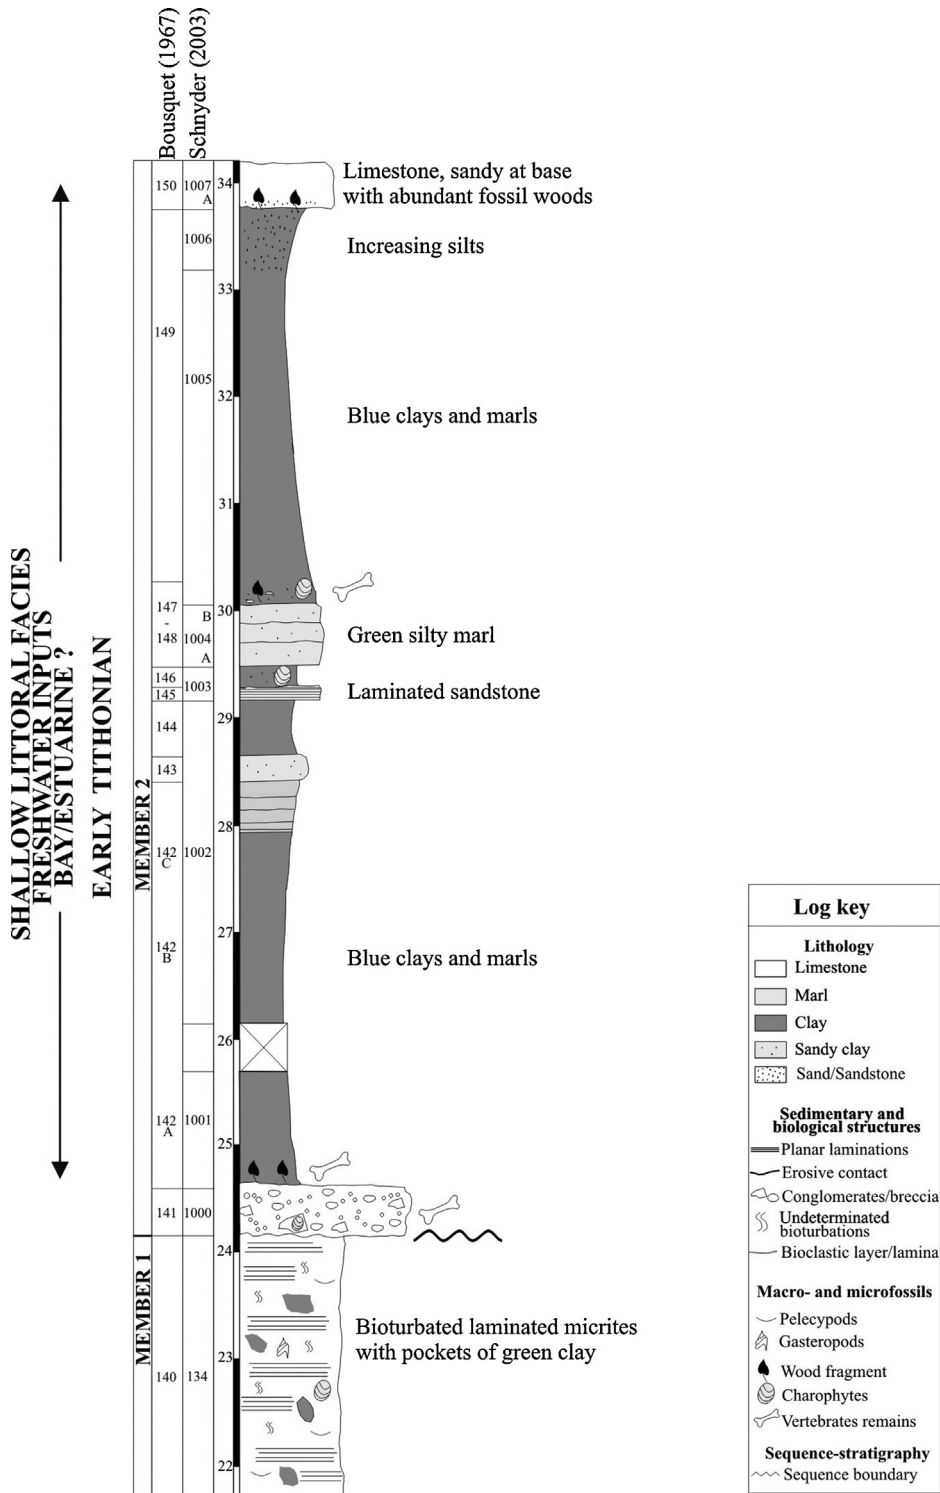 Bousquet (1967)
Schnyder (2003)
150
1007
A
34
Limestone, sandy at base
with abundant fossil woods
1006
Increasing silts
33
149
1005
32
Blue clays and marls
31
147
-
148
30
B
1004
A
Green silty marl
146
145
1003
Laminated sandstone
29
144
143
28
142
C
1002
27
142
B
Blue clays and marls
26
142
A
1001
25
141
1000
24
Bioturbated laminated micrites
with pockets of green clay
23
140
134
22
SHALLOW LITTORAL FACIES
FRESHWATER INPUTS
BAY/ESTUARINE ?
EARLY TITHONIAN
MEMBER 2
MEMBER 1
Log key
Lithology
Limestone
Marl
Clay
Sandy clay
Sand/Sandstone
Sedimentary and
biological structures
Planar laminations
Erosive contact
Conglomerates/breccia
Undeterminated
bioturbations
Bioclastic layer/lamina
Macro- and microfossils
Pelecypods
Gasteropods
Wood fragment
Charophytes
Vertebrates remains
Sequence-stratigraphy
Sequence boundary